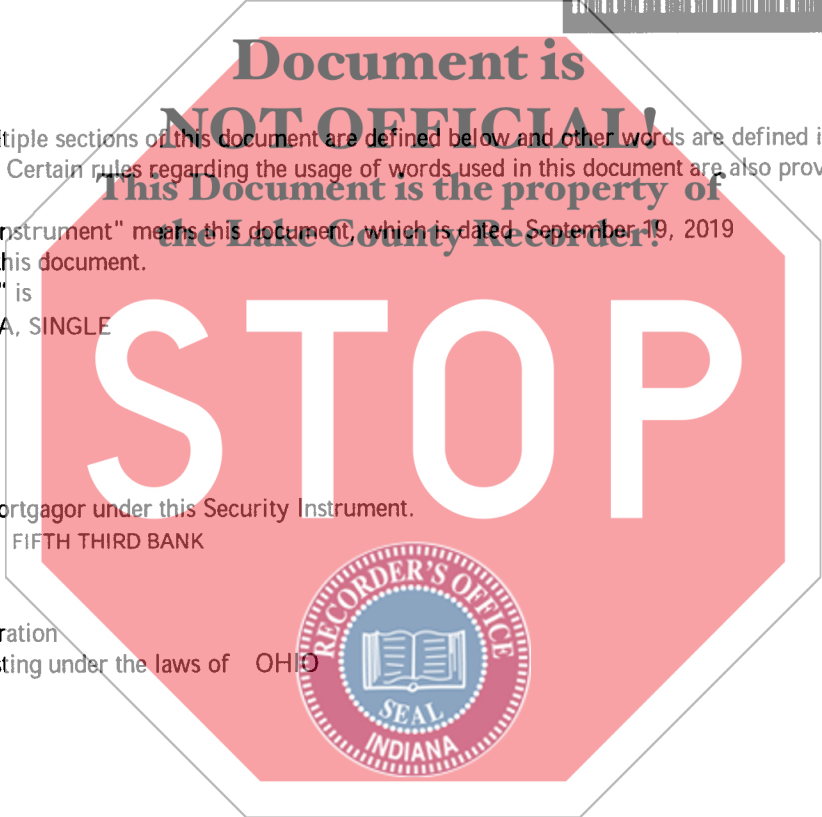 Document is
NOT OFFICIAL!
tiple sections of this document are defined below and other words are defined i
Certain rules regarding the usage of words used in this document are also prov
This Document is the property of
nstrument" means this document, which is dated September 19, 2019
the Lake County Recorder!
his document.
" is
A, SINGLE
STOP
ortgagor under this Security Instrument.
FIFTH THIRD BANK
RECORDER'S OFFICE
ration
sting under the laws of OHIO
SEAL
INDIANA